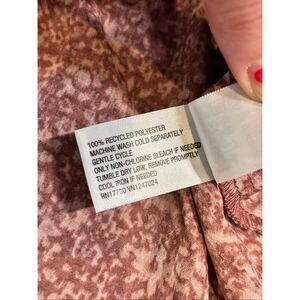 100% RECYCLED POLYESTER
MACHINE WASH COLD SEPARATELY
GENTLE CYCLE
ONLY NON-CHLORINE BLEACH IF NEEDED
TUMBLE DRY LOW, REMOVE PROMPTLY
COOL IRON IF NEEDED
RN17730 VN1247024